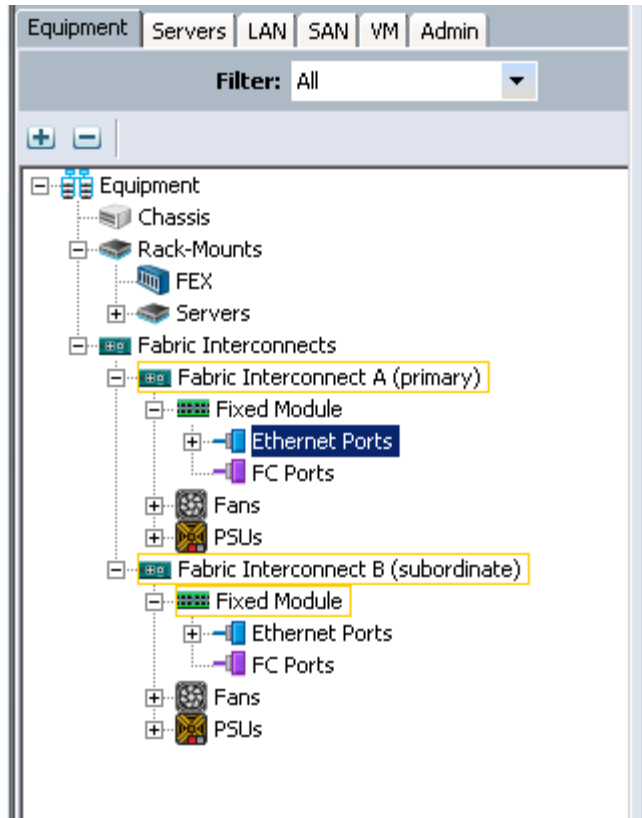 Equipment Servers LAN SAN VM Admin
Filter: All
Equipment
Chassis
Rack-Mounts
FEX
Servers
Fabric Interconnects
Fabric Interconnect A (primary)
Fixed Module
Ethernet Ports
FC Ports
Fans
PSUs
Fabric Interconnect B (subordinate)
Fixed Module
Ethernet Ports
FC Ports
Fans
PSUs